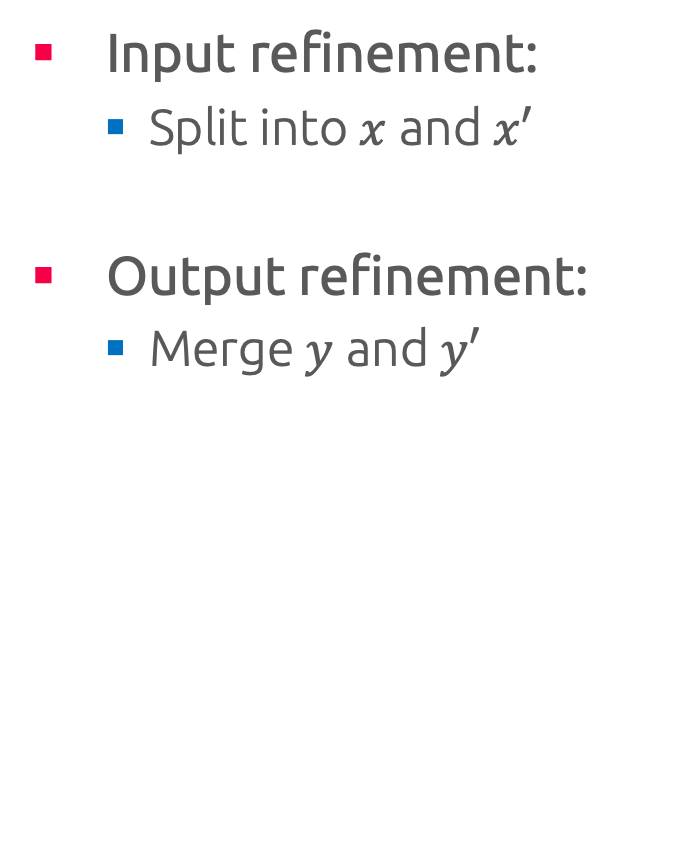 Input refinement:
Split into x and x′
Output refinement:
Merge y and y′